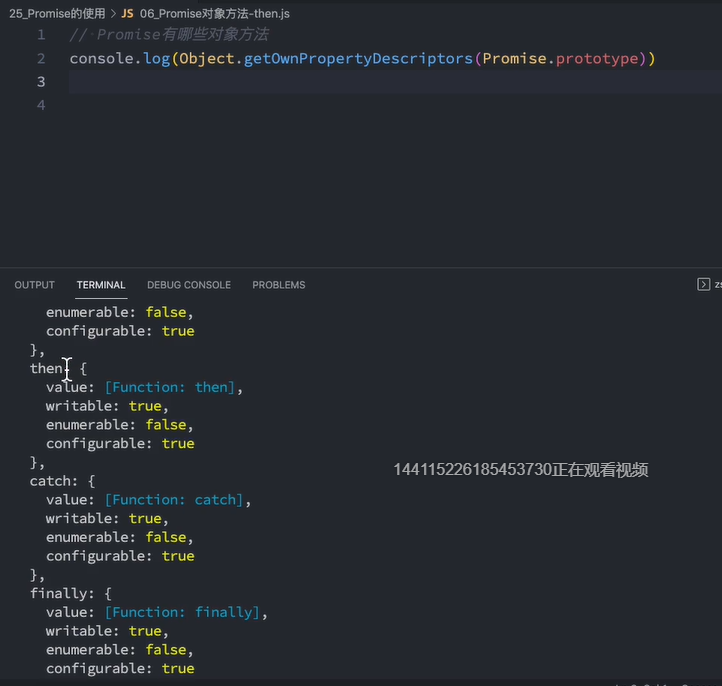 25_Promise的使用 > JS 06_Promise对象方法-then.js
1 // Promise有哪些对象方法
2 console.log(Object.getOwnPropertyDescriptors(Promise.prototype))
3
4
OUTPUT TERMINAL DEBUG CONSOLE PROBLEMS
enumerable: false,
configurable: true
},
then: {
value: [Function: then],
writable: true,
enumerable: false,
configurable: true
},
144115226185453730正在观看视频
catch: {
value: [Function: catch],
writable: true,
enumerable: false,
configurable: true
},
finally: {
value: [Function: finally],
writable: true,
enumerable: false,
configurable: true